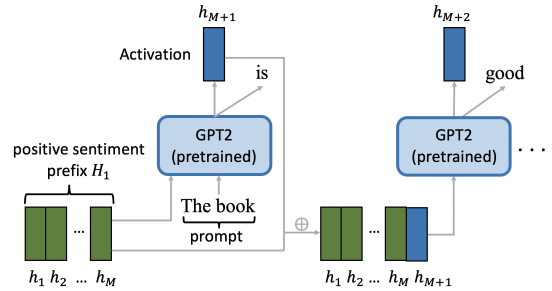 h_{M+1}
h_{M+2}
Activation
is
good
GPT2
(pretrained)
GPT2
(pretrained)
...
positive sentiment
prefix H_1
The book
prompt
...
⊕
...
h_1 h_2 ... h_M
h_1 h_2 ... h_M h_{M+1}